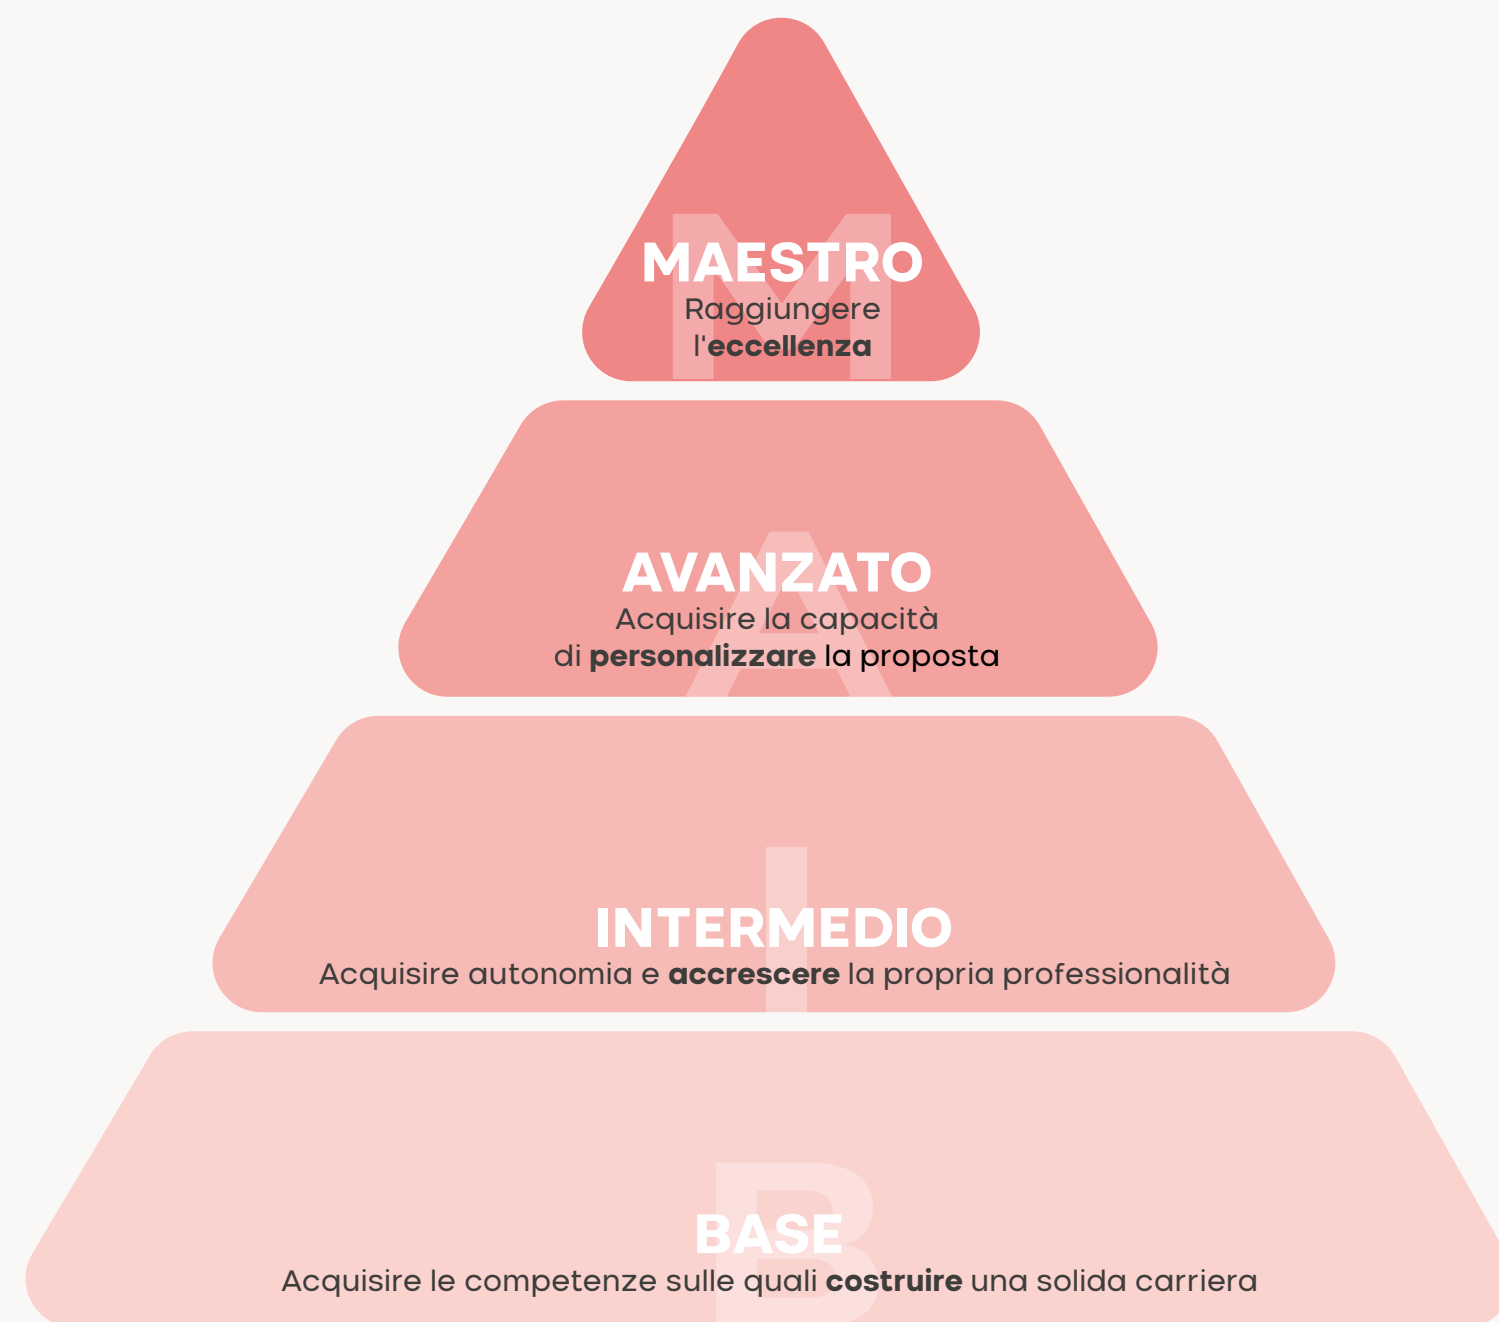 M
MAESTRO
Raggiungere
l'eccellenza
A
AVANZATO
Acquisire la capacità
di personalizzare la proposta
I
INTERMEDIO
Acquisire autonomia e accrescere la propria professionalità
B
BASE
Acquisire le competenze sulle quali costruire una solida carriera